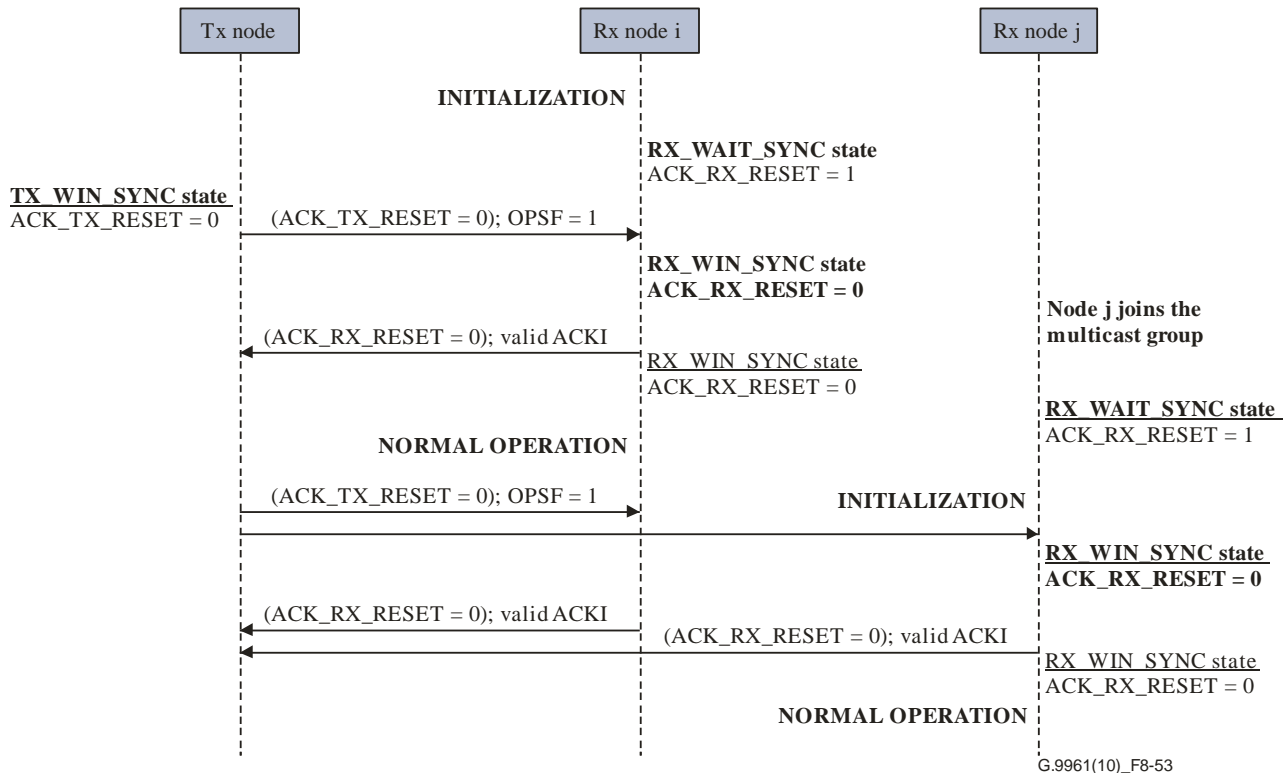 Tx node
Rx node i
Rx node j
INITIALIZATION
RX_WAIT_SYNC state
ACK_RX_RESET = 1
TX_WIN_SYNC state
ACK_TX_RESET = 0
(ACK_TX_RESET = 0); OPSF = 1
RX_WIN_SYNC state
ACK_RX_RESET = 0
Node j joins the
multicast group
(ACK_RX_RESET = 0); valid ACKI
RX_WIN_SYNC state
ACK_RX_RESET = 0
RX_WAIT_SYNC state
ACK_RX_RESET = 1
NORMAL OPERATION
(ACK_TX_RESET = 0); OPSF = 1
INITIALIZATION
RX_WIN_SYNC state
ACK_RX_RESET = 0
(ACK_RX_RESET = 0); valid ACKI
(ACK_RX_RESET = 0); valid ACKI
RX_WIN_SYNC state
ACK_RX_RESET = 0
NORMAL OPERATION
G.9961(10)_F8-53